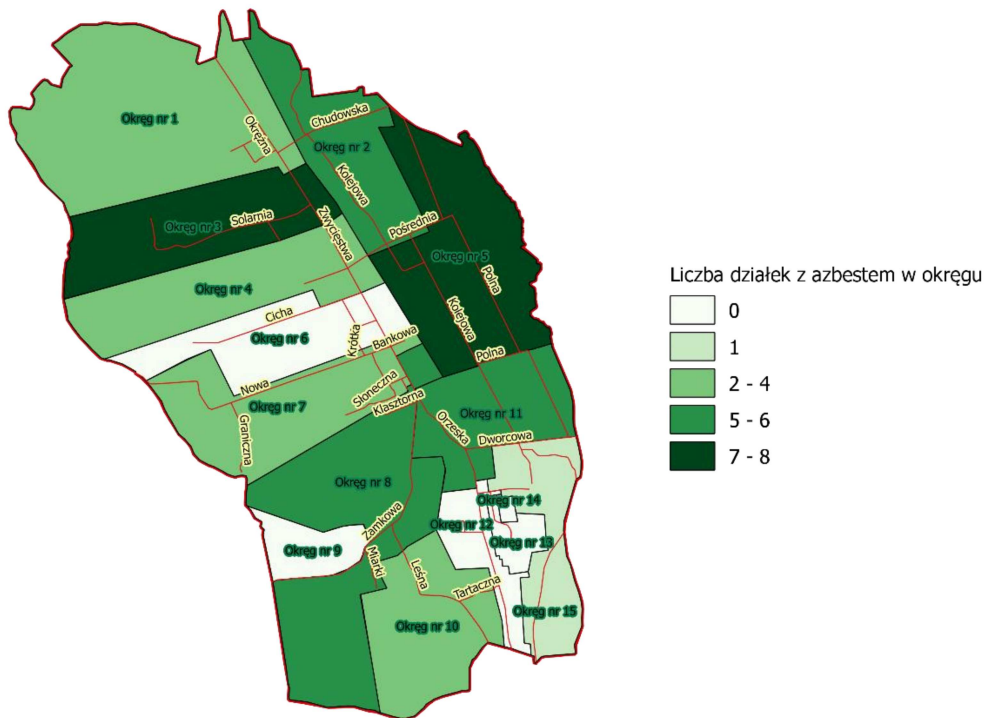 Okręg nr 1
Okrężna
Chudowska
Okręg nr 2
Kolejowa
Okręg nr 3
Solarnia
Zwycięstwa
Pośrednia
Okręg nr 5
Polna
Okręg nr 4
Cicha
Okręg nr 6
Krótka
Bankowa
Kolejowa
Polna
Nowa
Słoneczna
Klasztorna
Okręg nr 7
Graniczna
Okręg nr 11
Orzeska
Dworcowa
Okręg nr 8
Zamkowa
Okręg nr 14
Okręg nr 12
Okręg nr 13
Okręg nr 9
Miarki
Leśna
Tartaczna
Okręg nr 15
Okręg nr 10
Liczba działek z azbestem w okręgu
0
1
2 - 4
5 - 6
7 - 8